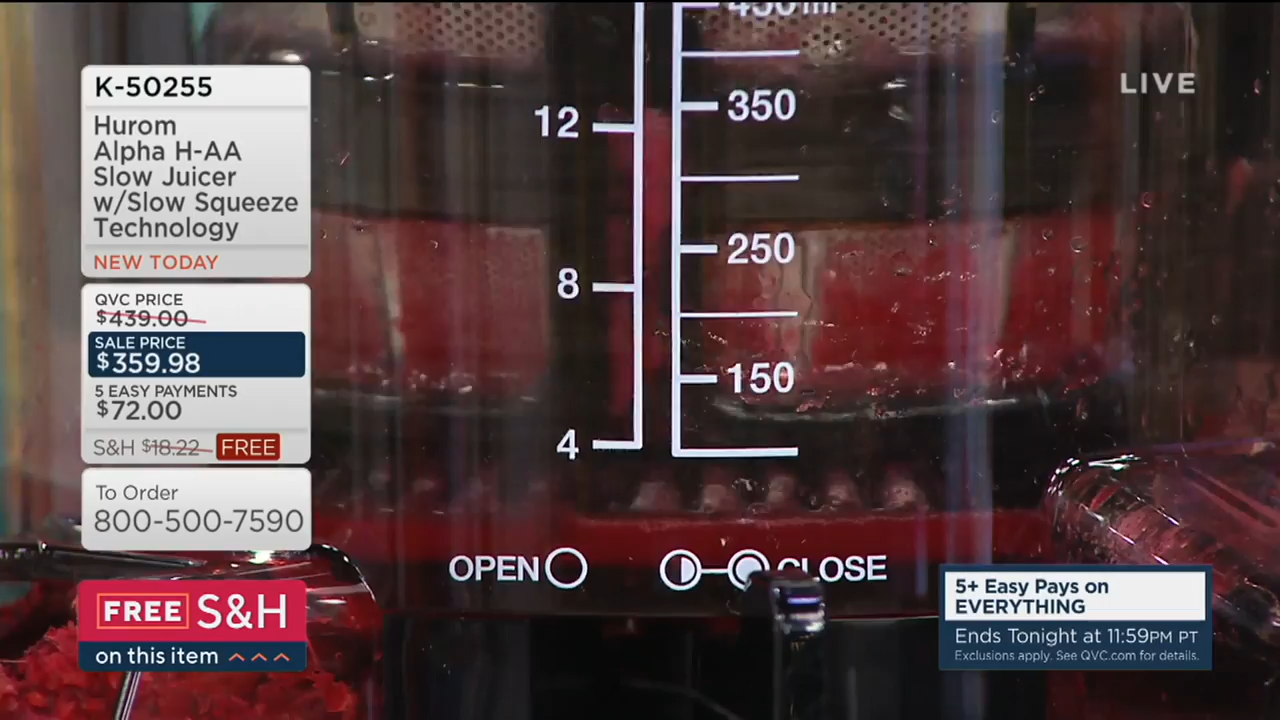 K-50255
Hurom
Alpha H-AA
Slow Juicer
w/Slow Squeeze
Technology
NEW TODAY
QVC PRICE
$439.00
SALE PRICE
$359.98
5 EASY PAYMENTS
$72.00
S&H $18.22 FREE
To Order
800-500-7590
FREE S&H
on this item
450ml
12
350
8
250
150
4
OPEN
CLOSE
LIVE
5+ Easy Pays on
EVERYTHING
Ends Tonight at 11:59PM PT
Exclusions apply. See QVC.com for details.